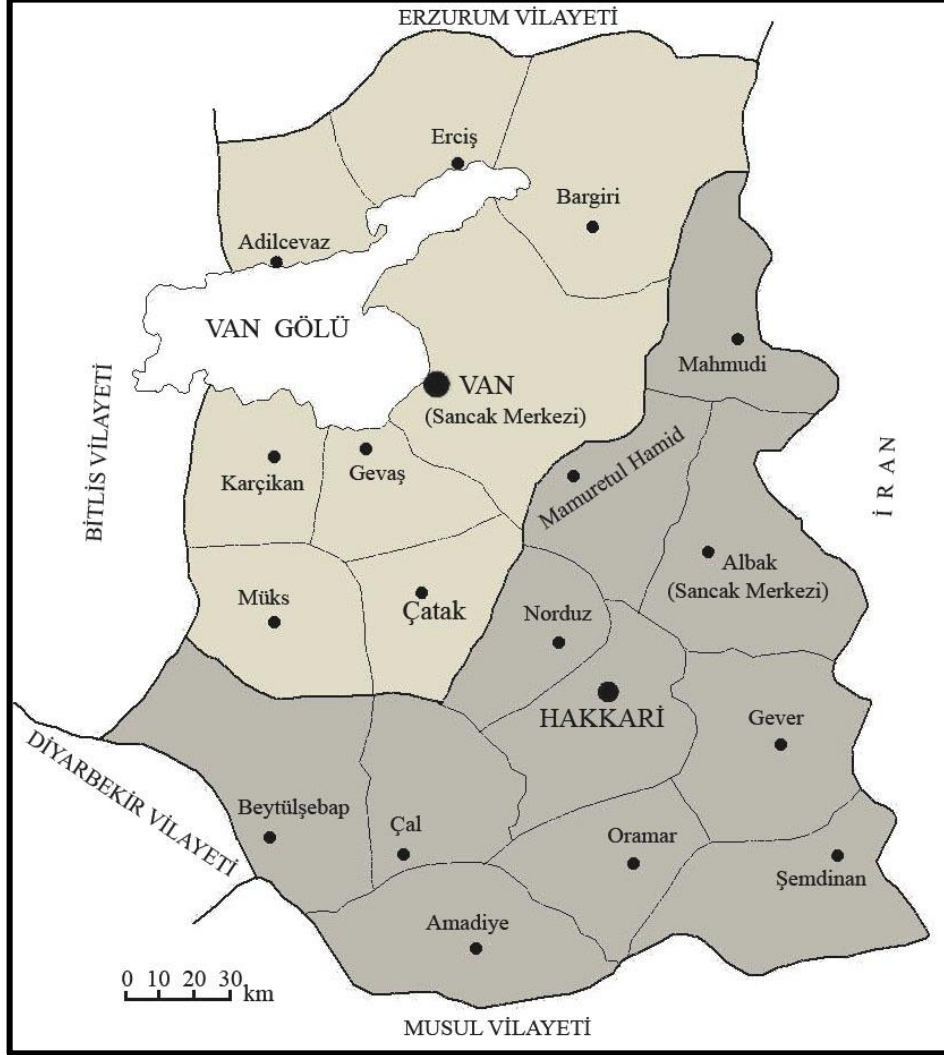 ERZURUM VİLAYETİ
Erciş
Bargiri
Adilcevaz
VAN GÖLÜ
Mahmudi
VAN
(Sancak Merkezi)
BİTLİS VİLAYETİ
Karçikan
Gevaş
Mamuretul Hamid
İRAN
Albak
(Sancak Merkezi)
Müks
Çatak
Norduz
HAKKARİ
Gever
DİYARBEKİR VİLAYETİ
Beytülşebap
Çal
Oramar
Şemdinan
Amadiye
0 10 20 30
km
MUSUL VİLAYETİ